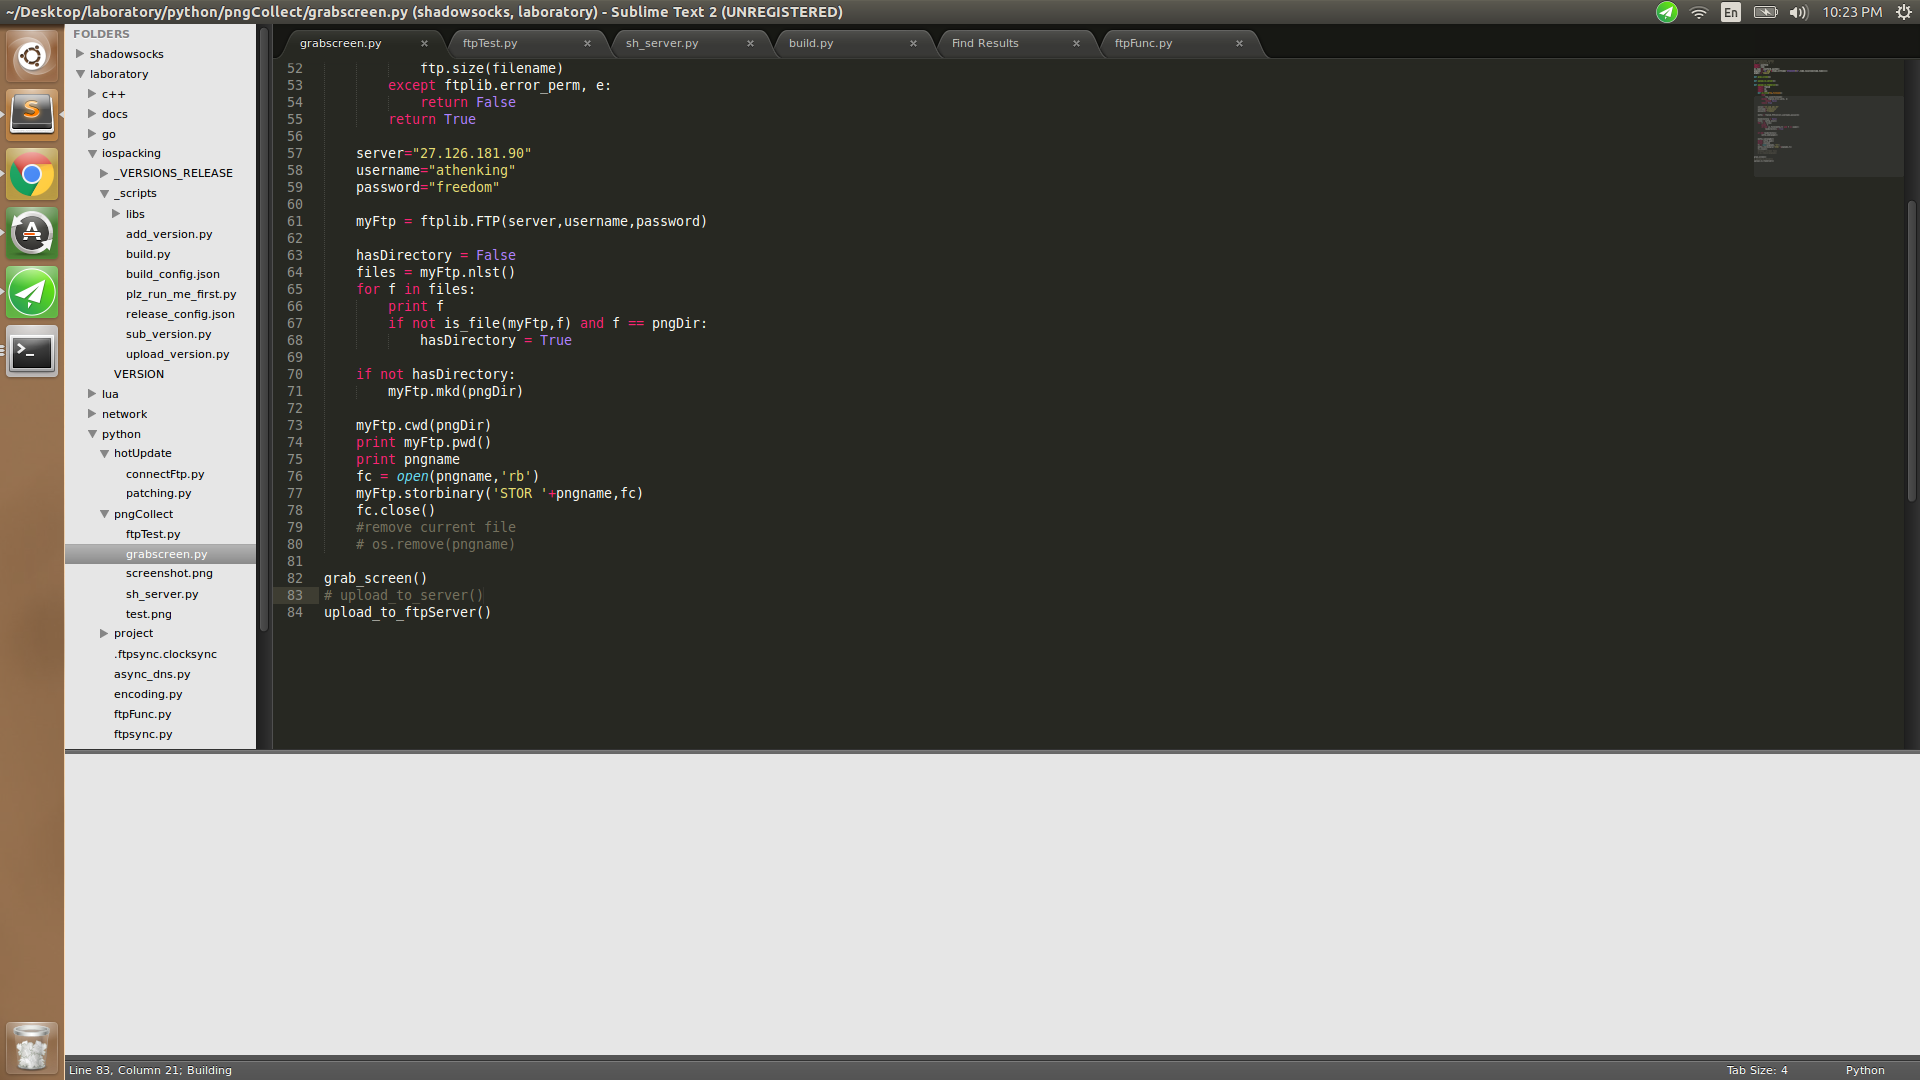 ~/Desktop/laboratory/python/pngCollect/grabscreen.py (shadowsocks, laboratory) - Sublime Text 2 (UNREGISTERED)
En
10:23 PM
FOLDERS
shadowsocks
laboratory
c++
docs
go
iospacking
_VERSIONS_RELEASE
_scripts
libs
add_version.py
build.py
build_config.json
plz_run_me_first.py
release_config.json
sub_version.py
upload_version.py
VERSION
lua
network
python
hotUpdate
connectFtp.py
patching.py
pngCollect
ftpTest.py
grabscreen.py
screenshot.png
sh_server.py
test.png
project
.ftpsync.clocksync
async_dns.py
encoding.py
ftpFunc.py
ftpsync.py
grabscreen.py × ftpTest.py × sh_server.py × build.py × Find Results × ftpFunc.py ×
52             ftp.size(filename)
53         except ftplib.error_perm, e:
54             return False
55         return True
56
57     server="27.126.181.90"
58     username="athenking"
59     password="freedom"
60
61     myFtp = ftplib.FTP(server,username,password)
62
63     hasDirectory = False
64     files = myFtp.nlst()
65     for f in files:
66         print f
67         if not is_file(myFtp,f) and f == pngDir:
68             hasDirectory = True
69
70     if not hasDirectory:
71         myFtp.mkd(pngDir)
72
73     myFtp.cwd(pngDir)
74     print myFtp.pwd()
75     print pngname
76     fc = open(pngname,'rb')
77     myFtp.storbinary('STOR '+pngname,fc)
78     fc.close()
79     #remove current file
80     # os.remove(pngname)
81
82 grab_screen()
83 # upload_to_server()
84 upload_to_ftpServer()
Line 83, Column 21; Building
Tab Size: 4
Python